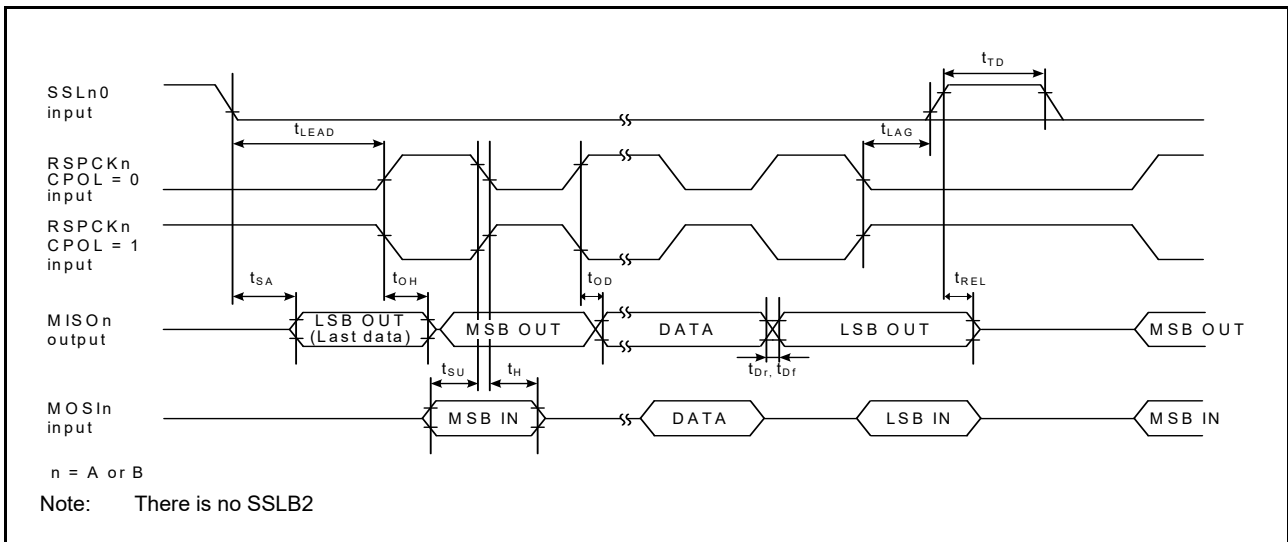 SSLn0
input
tTD
tLEAD
tLAG
RSPCKn
CPOL = 0
input
RSPCKn
CPOL = 1
input
tSA
tOH
tOD
tREL
MISOn
output
LSB OUT
(Last data)
MSB OUT
DATA
LSB OUT
MSB OUT
tSU
tH
tDr, tDf
MOSIn
input
MSB IN
DATA
LSB IN
MSB IN
n = A or B
Note: There is no SSLB2